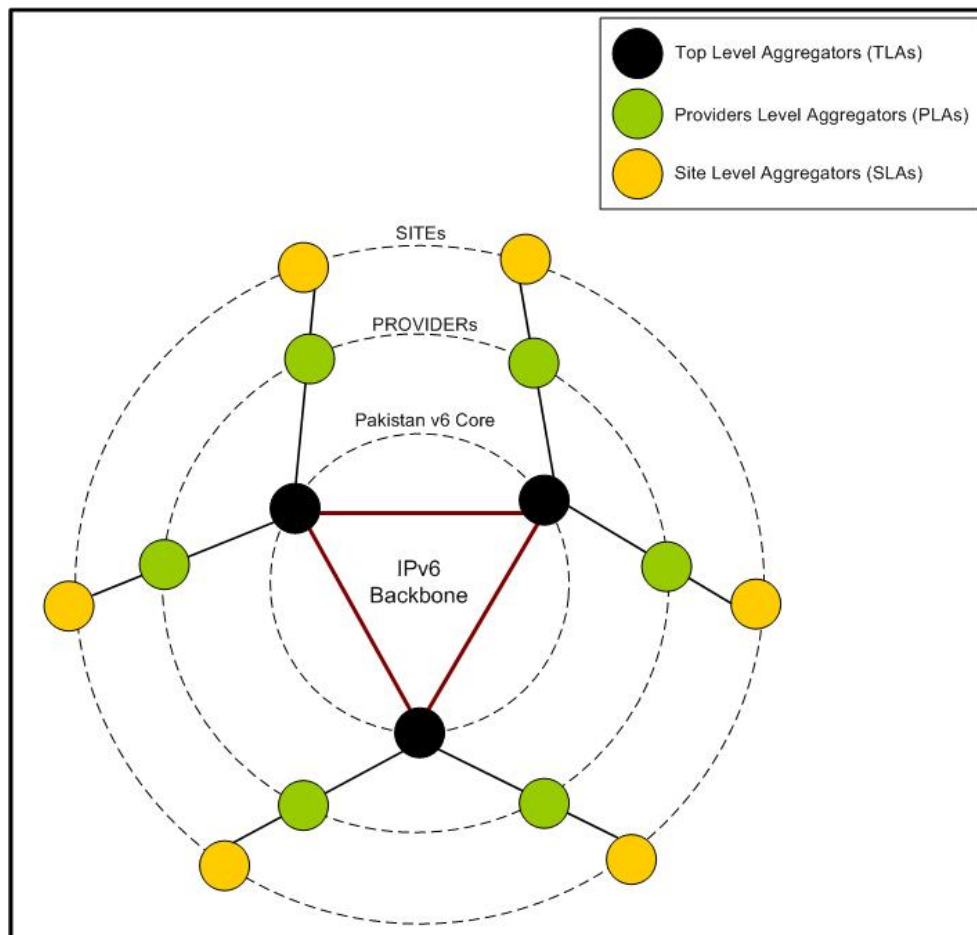 Top Level Aggregators (TLAs)
Providers Level Aggregators (PLAs)
Site Level Aggregators (SLAs)
SITEs
PROVIDERs
Pakistan v6 Core
IPv6
Backbone